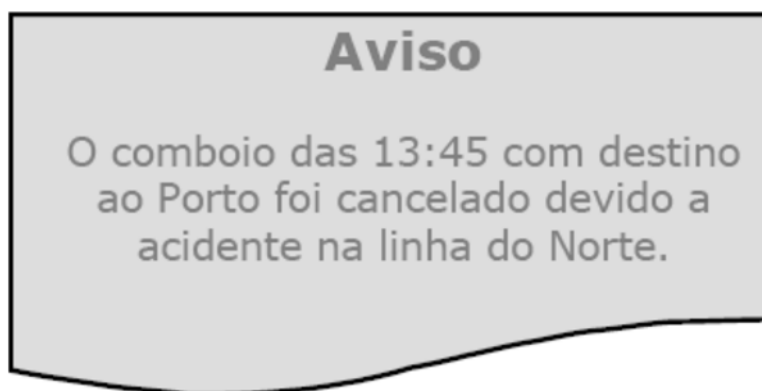 Aviso
O comboio das 13:45 com destino
ao Porto foi cancelado devido a
acidente na linha do Norte.